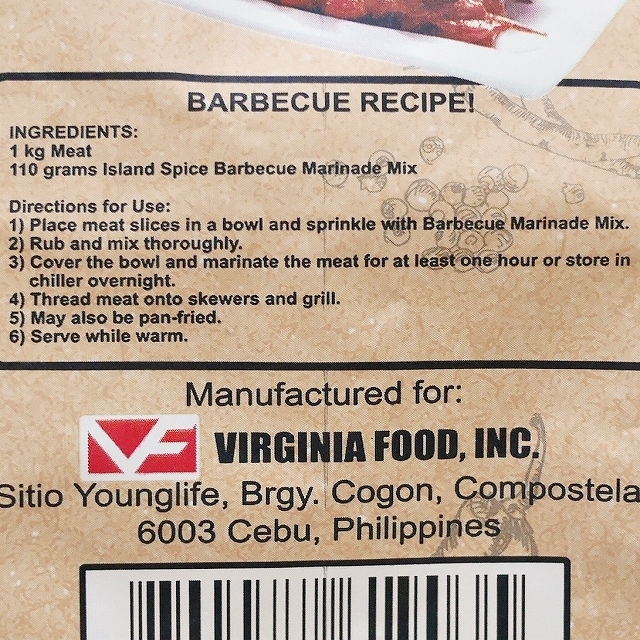 BARBECUE RECIPE!
INGREDIENTS:
1 kg Meat
110 grams Island Spice Barbecue Marinade Mix
Directions for Use:
1) Place meat slices in a bowl and sprinkle with Barbecue Marinade Mix.
2) Rub and mix thoroughly.
3) Cover the bowl and marinate the meat for at least one hour or store in
chiller overnight.
4) Thread meat onto skewers and grill.
5) May also be pan-fried.
6) Serve while warm.
Manufactured for:
VF VIRGINIA FOOD, INC.
Sitio Younglife, Brgy. Cogon, Compostela
6003 Cebu, Philippines